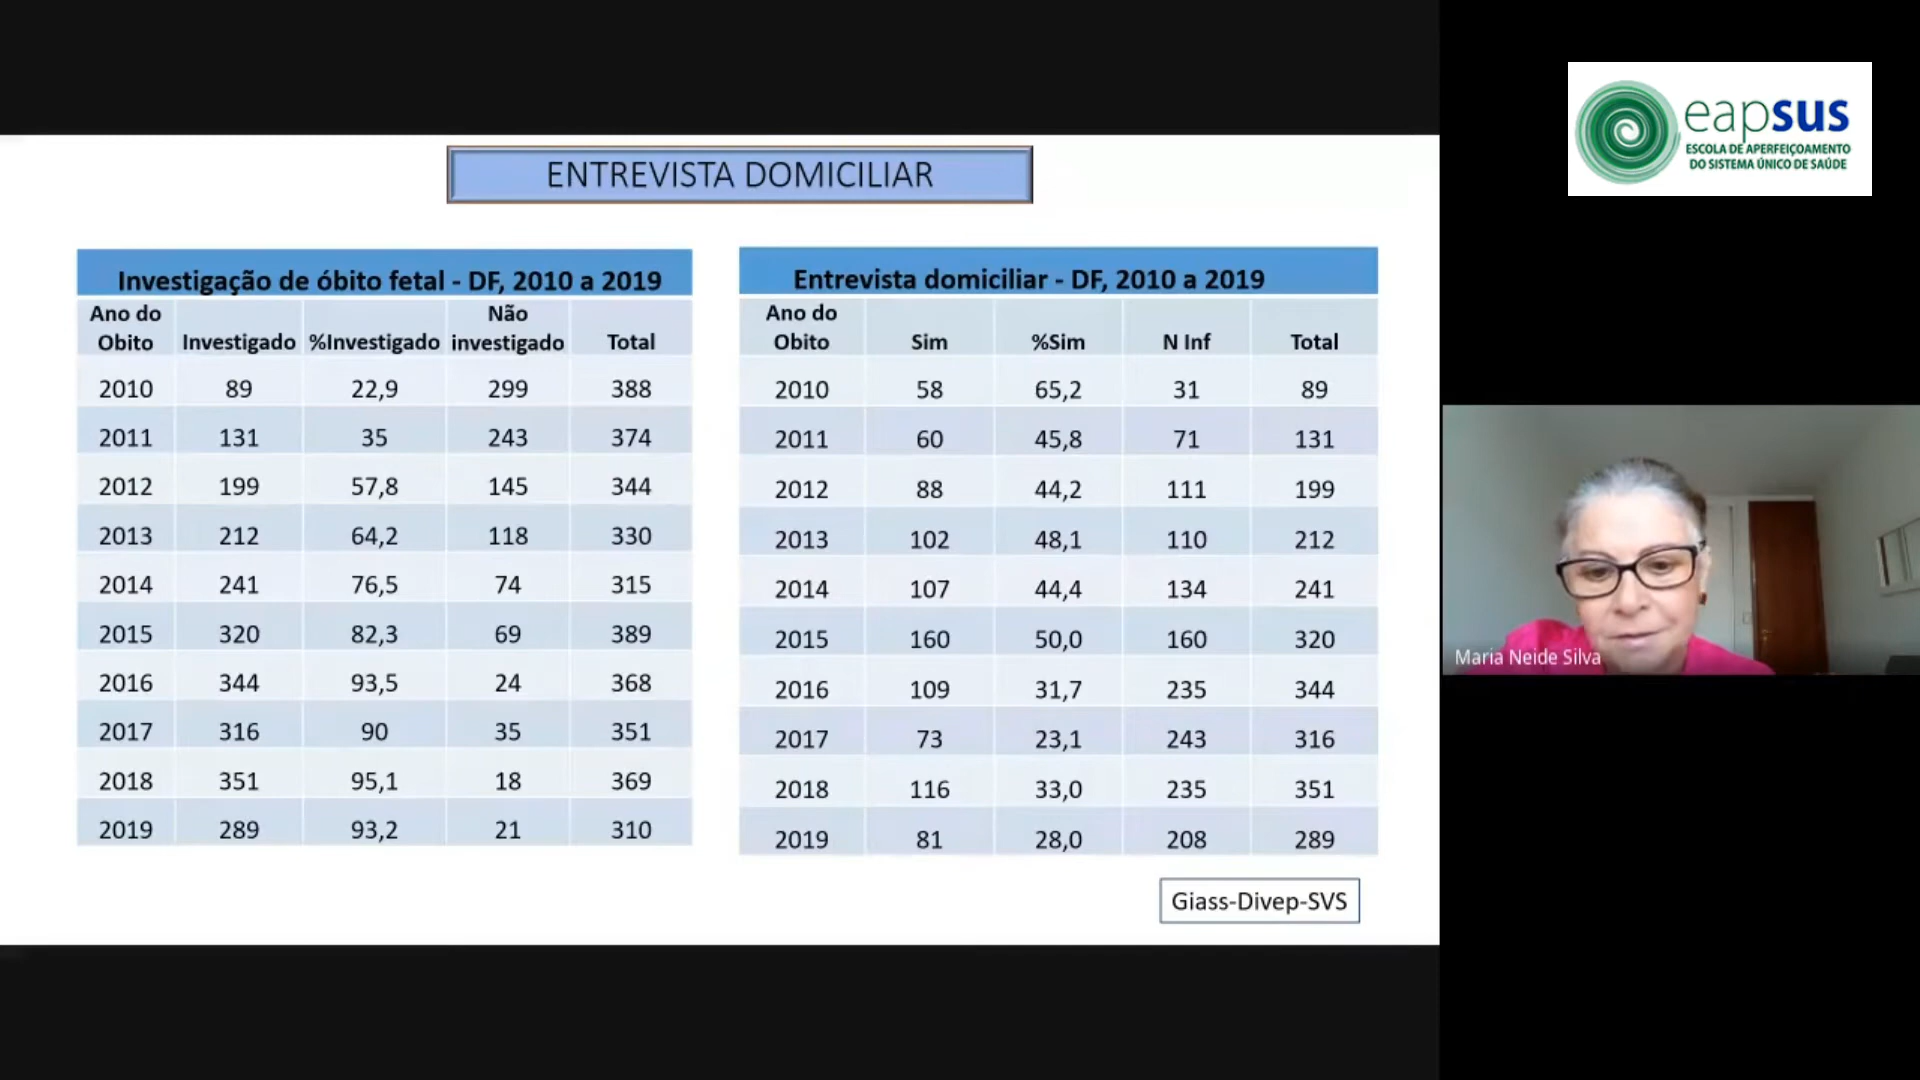 ENTREVISTA DOMICILIAR
Investigação de óbito fetal - DF, 2010 a 2019
Ano do Obito Investigado %Investigado Não investigado Total
2010 89 22,9 299 388
2011 131 35 243 374
2012 199 57,8 145 344
2013 212 64,2 118 330
2014 241 76,5 74 315
2015 320 82,3 69 389
2016 344 93,5 24 368
2017 316 90 35 351
2018 351 95,1 18 369
2019 289 93,2 21 310
Entrevista domiciliar - DF, 2010 a 2019
Ano do Obito Sim %Sim N Inf Total
2010 58 65,2 31 89
2011 60 45,8 71 131
2012 88 44,2 111 199
2013 102 48,1 110 212
2014 107 44,4 134 241
2015 160 50,0 160 320
2016 109 31,7 235 344
2017 73 23,1 243 316
2018 116 33,0 235 351
2019 81 28,0 208 289
Giass-Divep-SVS
eapsus
ESCOLA DE APERFEIÇOAMENTO
DO SISTEMA ÚNICO DE SAÚDE
Maria Neide Silva